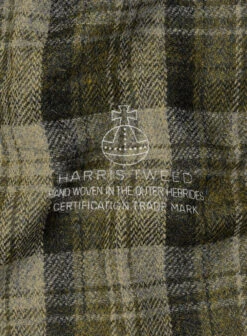 HARRIS TWEED
HAND WOVEN IN THE OUTER HEBRIDES
CERTIFICATION TRADE MARK